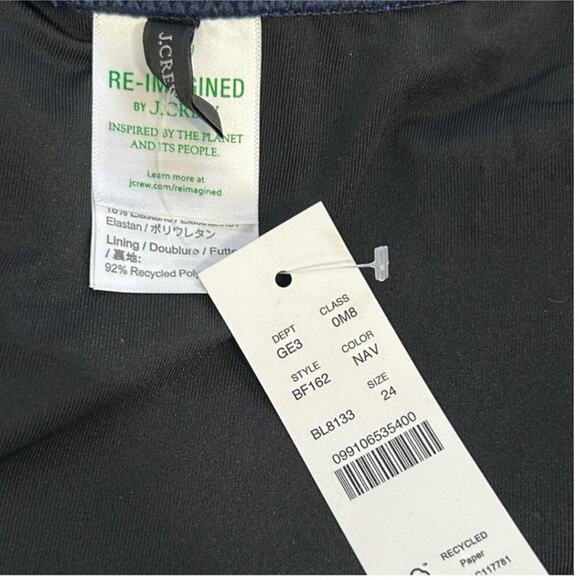 J.CREW
RE-IMAGINED
BY J.CREW
INSPIRED BY THE PLANET
AND ITS PEOPLE.
Learn more at
jcrew.com/reimagined
Elastan / ポリウレタン
Lining / Doublure / Futte
/ 裏地:
92% Recycled Poly
DEPT CLASS
GE3 0M8
STYLE COLOR
BF162 NAV
BL8133 SIZE
24
099106535400
RECYCLED
Paper
C117781